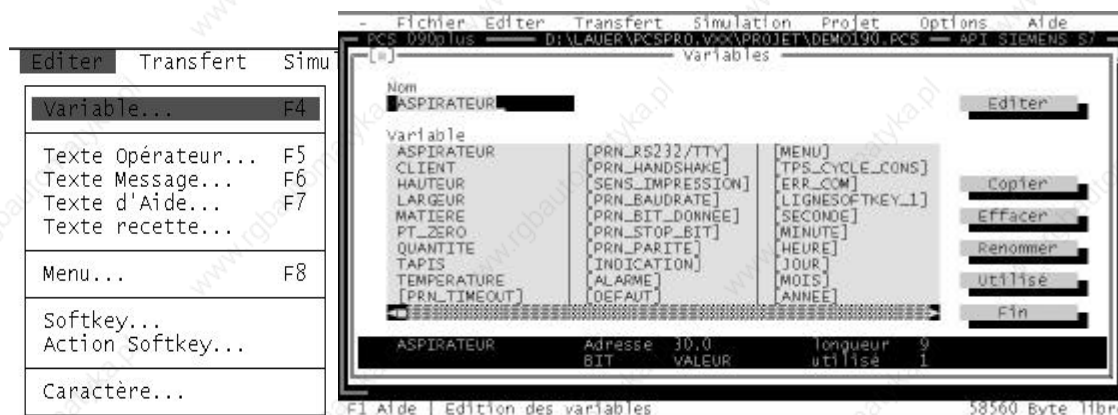 Editer Transfert Simu
Variable... F4
Texte Opérateur... F5
Texte Message... F6
Texte d'Aide... F7
Texte recette...
Menu... F8
Softkey...
Action Softkey...
Caractère...
- Fichier Editer Transfert Simulation Projet Options Aide
PCS 090plus D:\LAUER\PCSPRO.VXX\PROJET\DEMO190.PCS API SIEMENS S7
Variables
Nom
ASPIRATEUR
Editer
Variable
ASPIRATEUR [PRN_RS232/TTY] [MENU]
CLIENT [PRN_HANDSHAKE] [TPS_CYCLE_CONS]
HAUTEUR [SENS_IMPRESSION] [ERR_COM]
LARGEUR [PRN_BAUDRATE] [LIGNESOFTKEY_1]
MATIERE [PRN_BIT_DONNEE] [SECONDE]
PT_ZERO [PRN_STOP_BIT] [MINUTE]
QUANTITE [PRN_PARITE] [HEURE]
TAPIS [INDICATION] [JOUR]
TEMPERATURE [ALARME] [MOIS]
[PRN_TIMEOUT] [DEFAUT] [ANNEE]
Copier
Effacer
Renommer
Utilisé
Fin
ASPIRATEUR Adresse 30.0 longueur 9
BIT VALEUR utilisé 1
F1 Aide | Edition des variables 58560 Byte libr
www.rgbautomatyka.pl